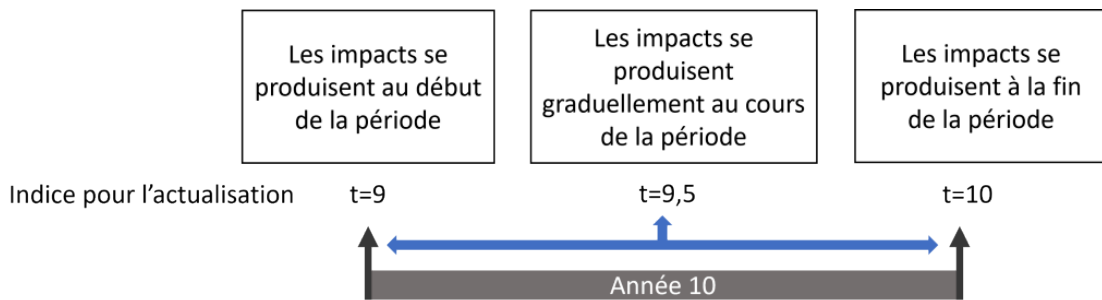 Les impacts se
produisent au début
de la période
Les impacts se
produisent
graduellement au cours
de la période
Les impacts se
produisent à la fin
de la période
Indice pour l’actualisation
t=9
t=9,5
t=10
Année 10